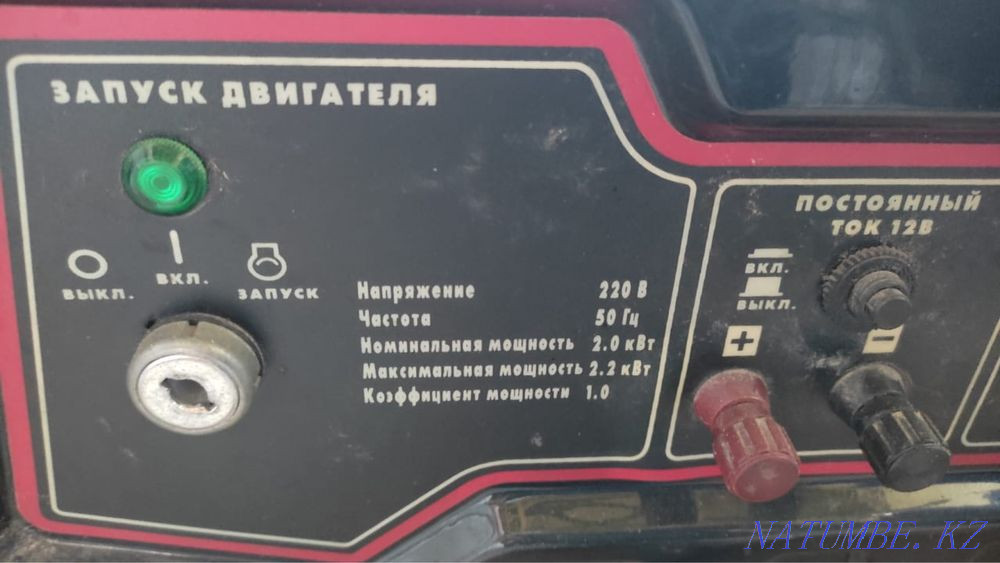 ЗАПУСК ДВИГАТЕЛЯ
ВЫКЛ.
ВКЛ.
ЗАПУСК
Напряжение 220 В
Частота 50 Гц
Номинальная мощность 2.0 кВт
Максимальная мощность 2.2 кВт
Коэффициент мощности 1.0
ПОСТОЯННЫЙ
ТОК 12В
ВКЛ.
ВЫКЛ.
+ −
NATUMBE. KZ